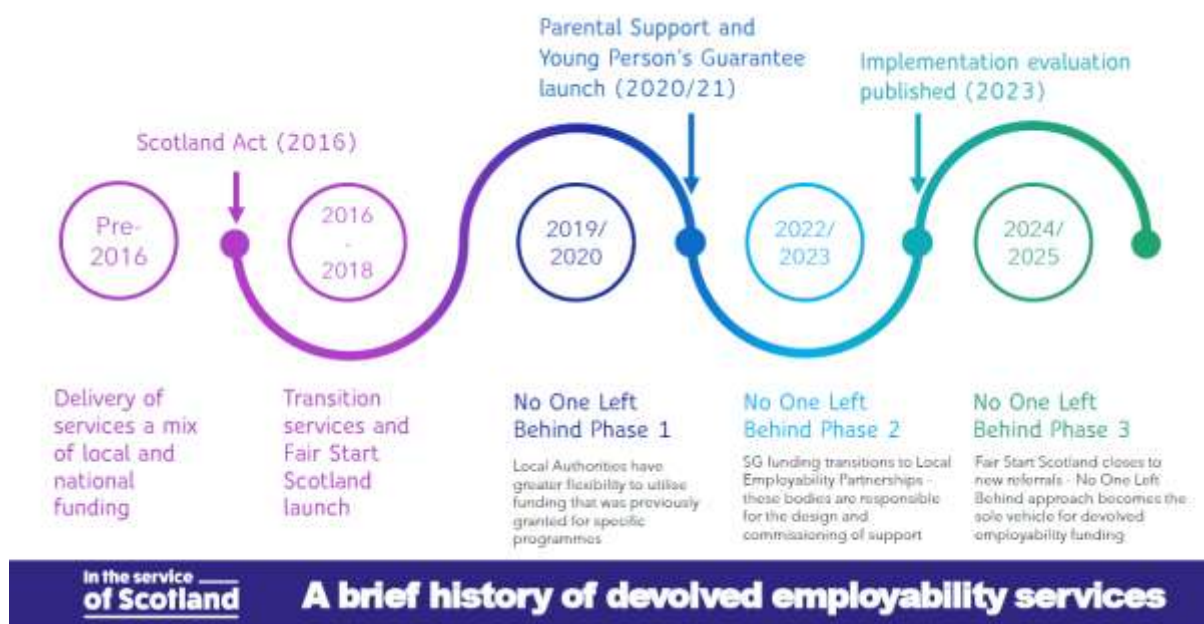 Parental Support and
Young Person's Guarantee
launch (2020/21)
Implementation evaluation
published (2023)
Scotland Act (2016)
Pre-
2016
2016
-
2018
2019/
2020
2022/
2023
2024/
2025
Delivery of
services a mix
of local and
national
funding
Transition
services and
Fair Start
Scotland
launch
No One Left
Behind Phase 1
Local Authorities have
greater flexibility to utilise
funding that was previously
granted for specific
programmes
No One Left
Behind Phase 2
SG funding transitions to Local
Employability Partnerships -
these bodies are responsible
for the design and
commissioning of support
No One Left
Behind Phase 3
Fair Start Scotland closes to
new referrals - No One Left
Behind approach becomes the
sole vehicle for devolved
employability funding
In the service
of Scotland
A brief history of devolved employability services